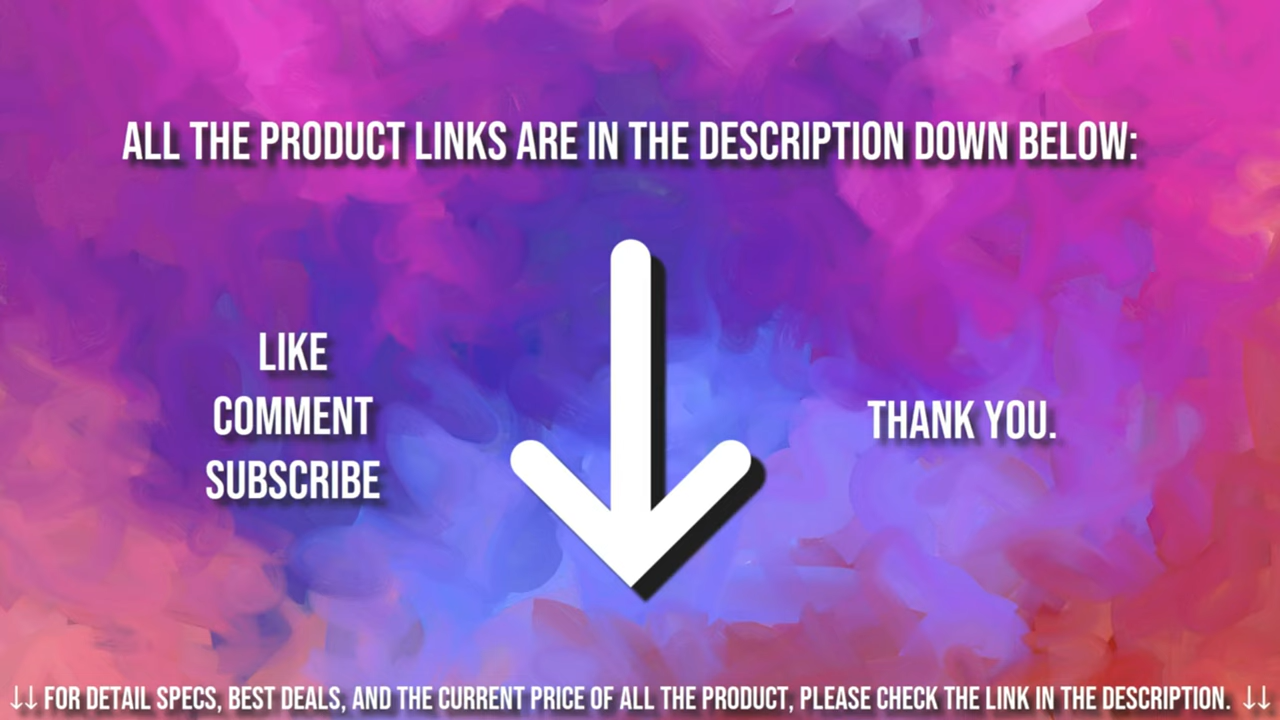 ALL THE PRODUCT LINKS ARE IN THE DESCRIPTION DOWN BELOW:
LIKE
COMMENT
SUBSCRIBE
THANK YOU.
↓↓ FOR DETAIL SPECS, BEST DEALS, AND THE CURRENT PRICE OF ALL THE PRODUCT, PLEASE CHECK THE LINK IN THE DESCRIPTION. ↓↓